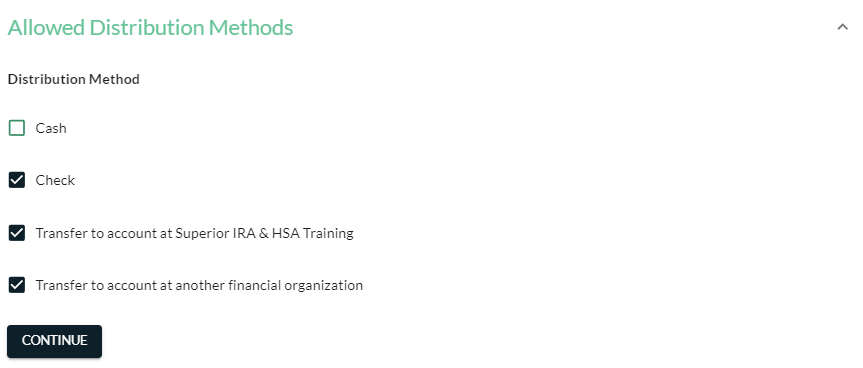 Allowed Distribution Methods
Distribution Method
Cash
Check
Transfer to account at Superior IRA & HSA Training
Transfer to account at another financial organization
CONTINUE